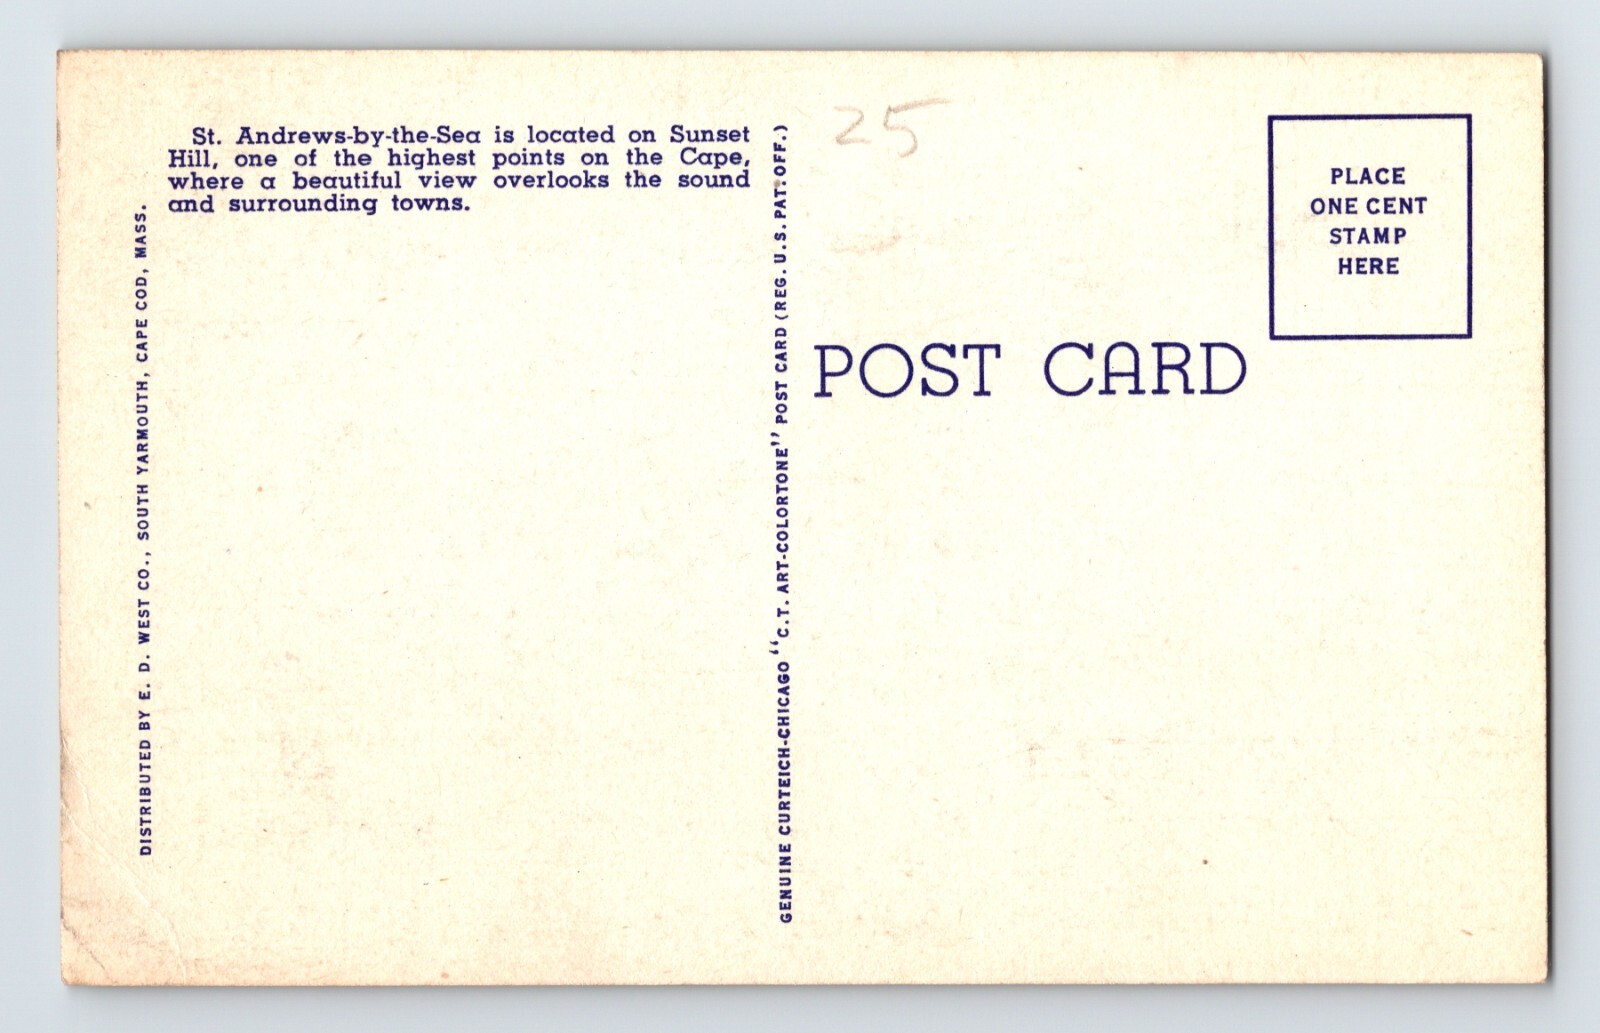 St. Andrews-by-the-Sea is located on Sunset
Hill, one of the highest points on the Cape,
where a beautiful view overlooks the sound
and surrounding towns.
DISTRIBUTED BY E. D. WEST CO., SOUTH YARMOUTH, CAPE COD, MASS.
GENUINE CURTEICH-CHICAGO "C.T. ART-COLORTONE" POST CARD (REG. U.S. PAT. OFF.)
25
PLACE
ONE CENT
STAMP
HERE
POST CARD